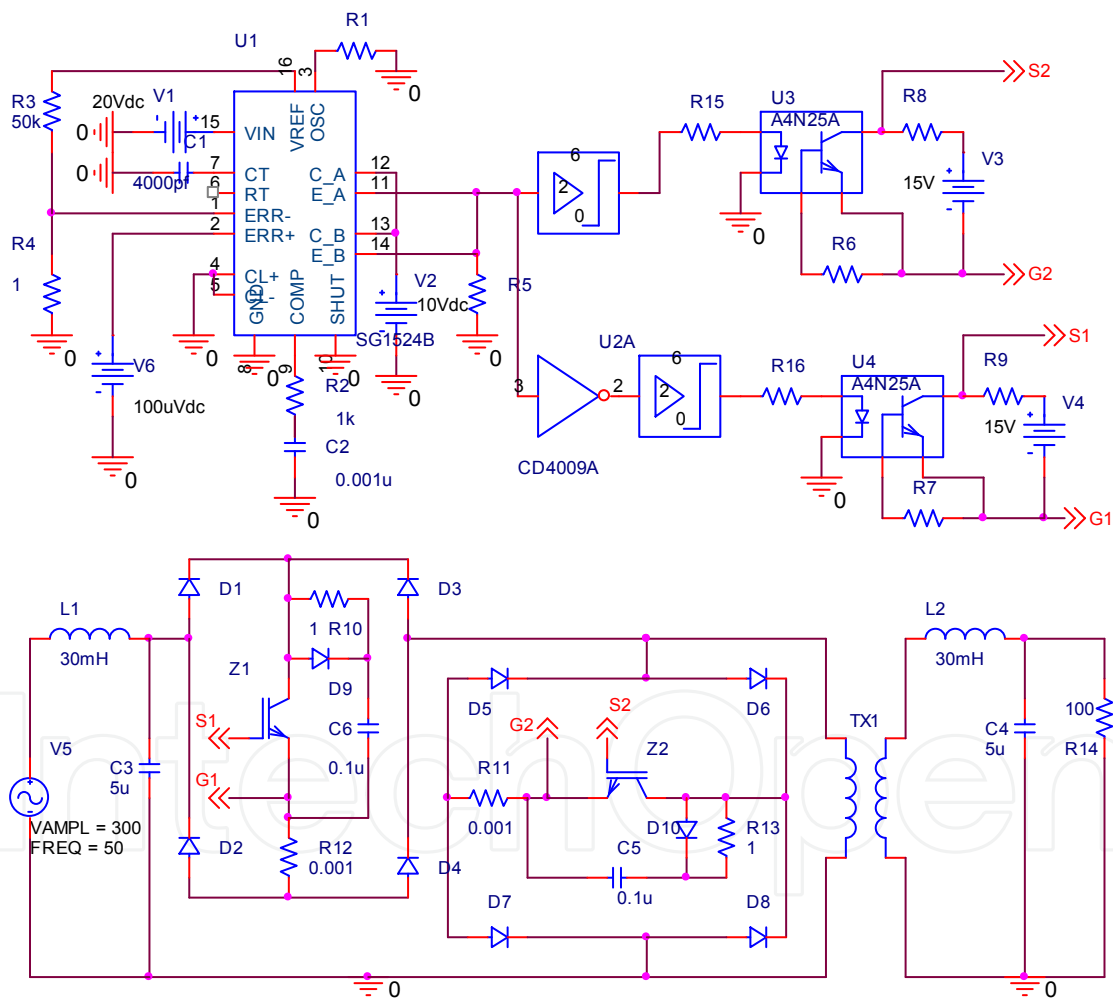 R1
U1
16
3
0
R3
50k
20Vdc
V1
15
VIN
VREF
OSC
0
C1
7
CT
4000pf
0
6
RT
1
ERR-
2
ERR+
4
CL+
5
CL-
GND
COMP
SHUT
8
9
10
C_A
12
E_A
11
C_B
13
E_B
14
R4
1
0
0
0
0
V2
10Vdc
SG1524B
0
R5
0
V6
100uVdc
0
R2
1k
C2
0.001u
0
6
2
0
R15
U3
A4N25A
0
R8
S2
V3
15V
R6
G2
U2A
3
2
CD4009A
6
2
0
R16
U4
A4N25A
0
R9
S1
V4
15V
R7
G1
L1
30mH
D1
D3
1
R10
D9
Z1
S1
G1
C6
0.1u
V5
VAMPL = 300
FREQ = 50
C3
5u
D2
R12
0.001
D4
0
D5
D6
G2
S2
Z2
R11
0.001
D10
R13
1
C5
0.1u
D7
D8
TX1
L2
30mH
C4
5u
100
R14
0
IntechOpen